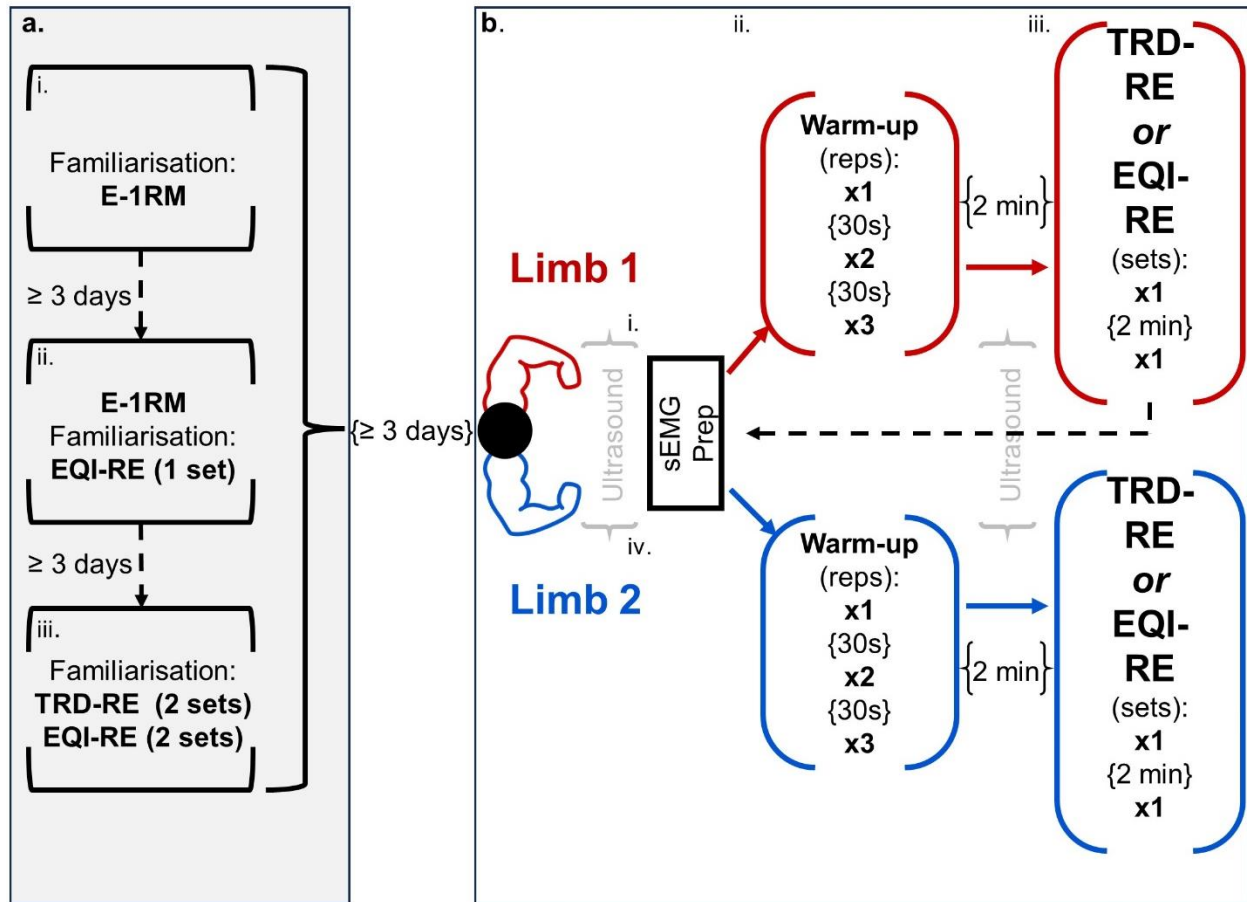 a.
i.
Familiarisation:
E-1RM
≥ 3 days
ii.
E-1RM
Familiarisation:
EQI-RE (1 set)
≥ 3 days
iii.
Familiarisation:
TRD-RE (2 sets)
EQI-RE (2 sets)
{≥ 3 days}
b.
Limb 1
i.
Ultrasound
iv.
Limb 2
sEMG
Prep
ii.
Warm-up
(reps):
x1
{30s}
x2
{30s}
x3
{2 min}
iii.
TRD-
RE
or
EQI-
RE
(sets):
x1
{2 min}
x1
Ultrasound
Warm-up
(reps):
x1
{30s}
x2
{30s}
x3
{2 min}
TRD-
RE
or
EQI-
RE
(sets):
x1
{2 min}
x1